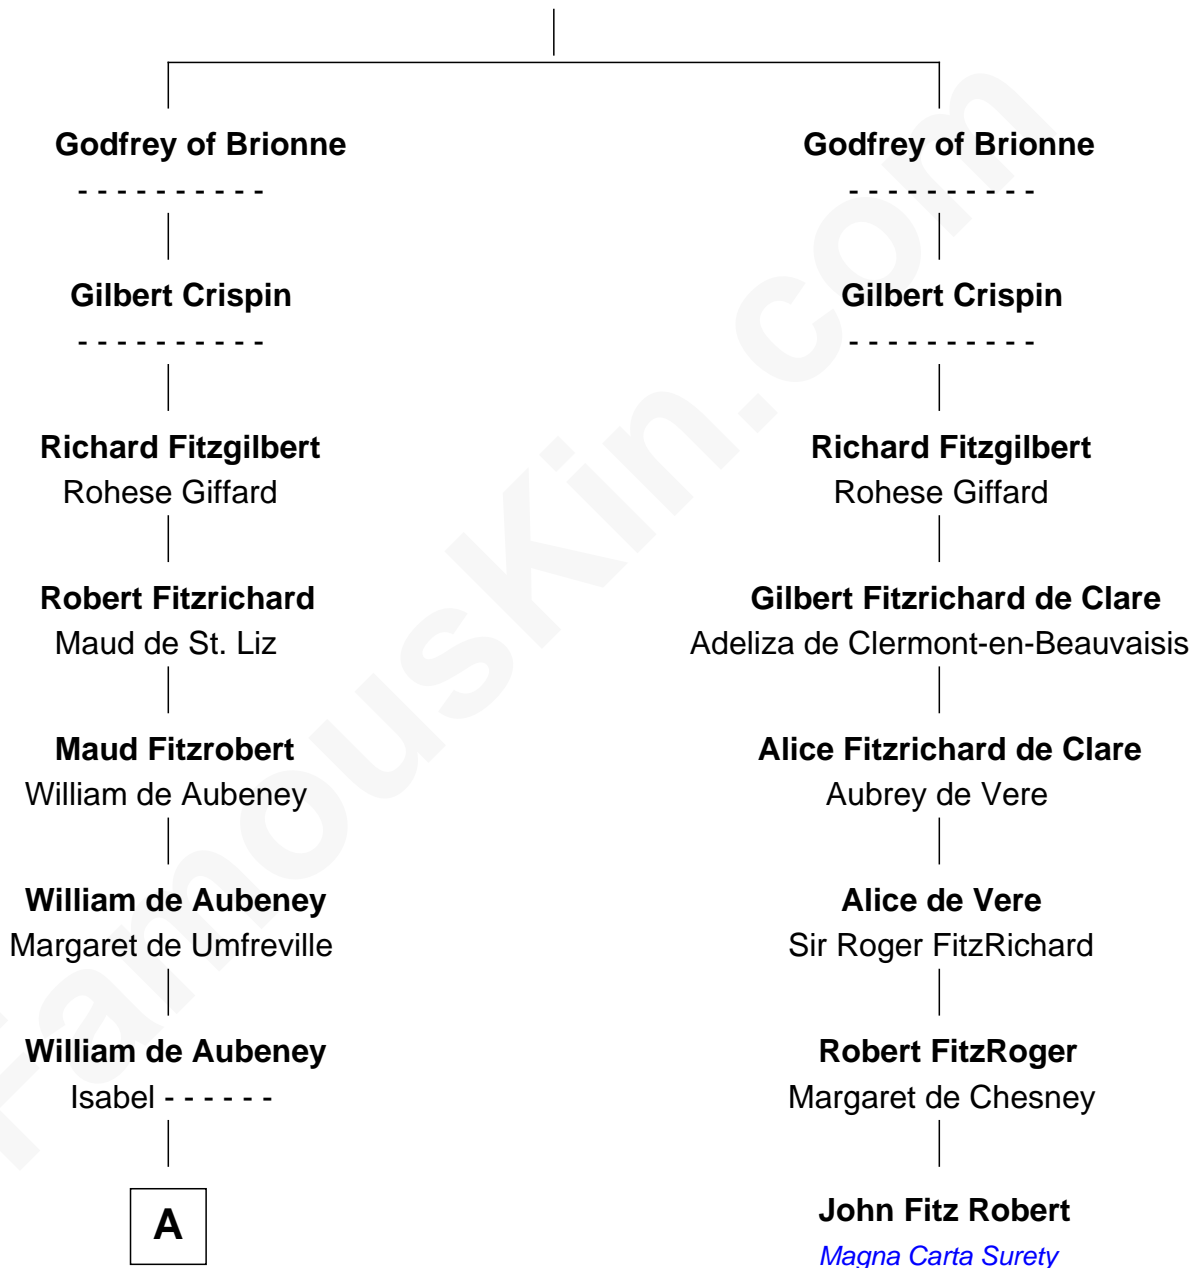 Godfrey of Brionne
- - - - - - - - - -
Gilbert Crispin
- - - - - - - - - -
Richard Fitzgilbert
Rohese Giffard
Robert Fitzrichard
Maud de St. Liz
Maud Fitzrobert
William de Aubeney
William de Aubeney
Margaret de Umfreville
William de Aubeney
Isabel - - - - - -
A
Godfrey of Brionne
- - - - - - - - - -
Gilbert Crispin
- - - - - - - - - -
Richard Fitzgilbert
Rohese Giffard
Gilbert Fitzrichard de Clare
Adeliza de Clermont-en-Beauvaisis
Alice Fitzrichard de Clare
Aubrey de Vere
Alice de Vere
Sir Roger FitzRichard
Robert FitzRoger
Margaret de Chesney
John Fitz Robert
Magna Carta Surety
FamousKin.com